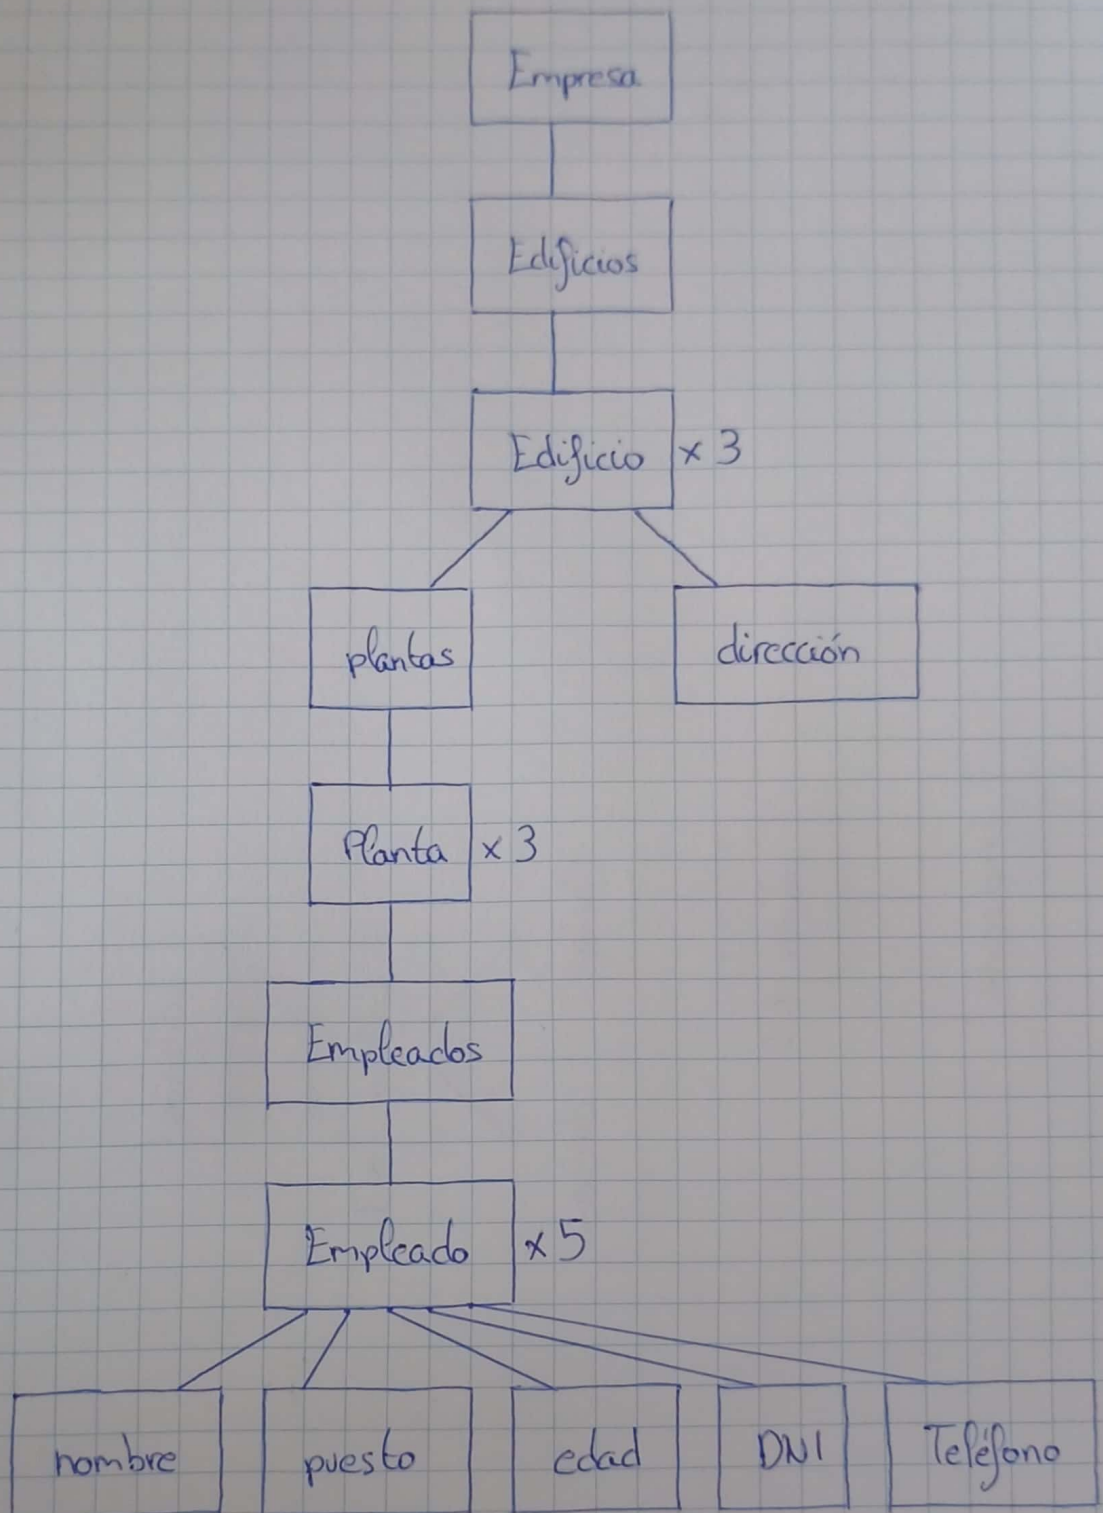 Empresa
Edificios
Edificio x 3
plantas
dirección
Planta x 3
Empleados
Empleado x 5
nombre puesto edad DNI Teléfono